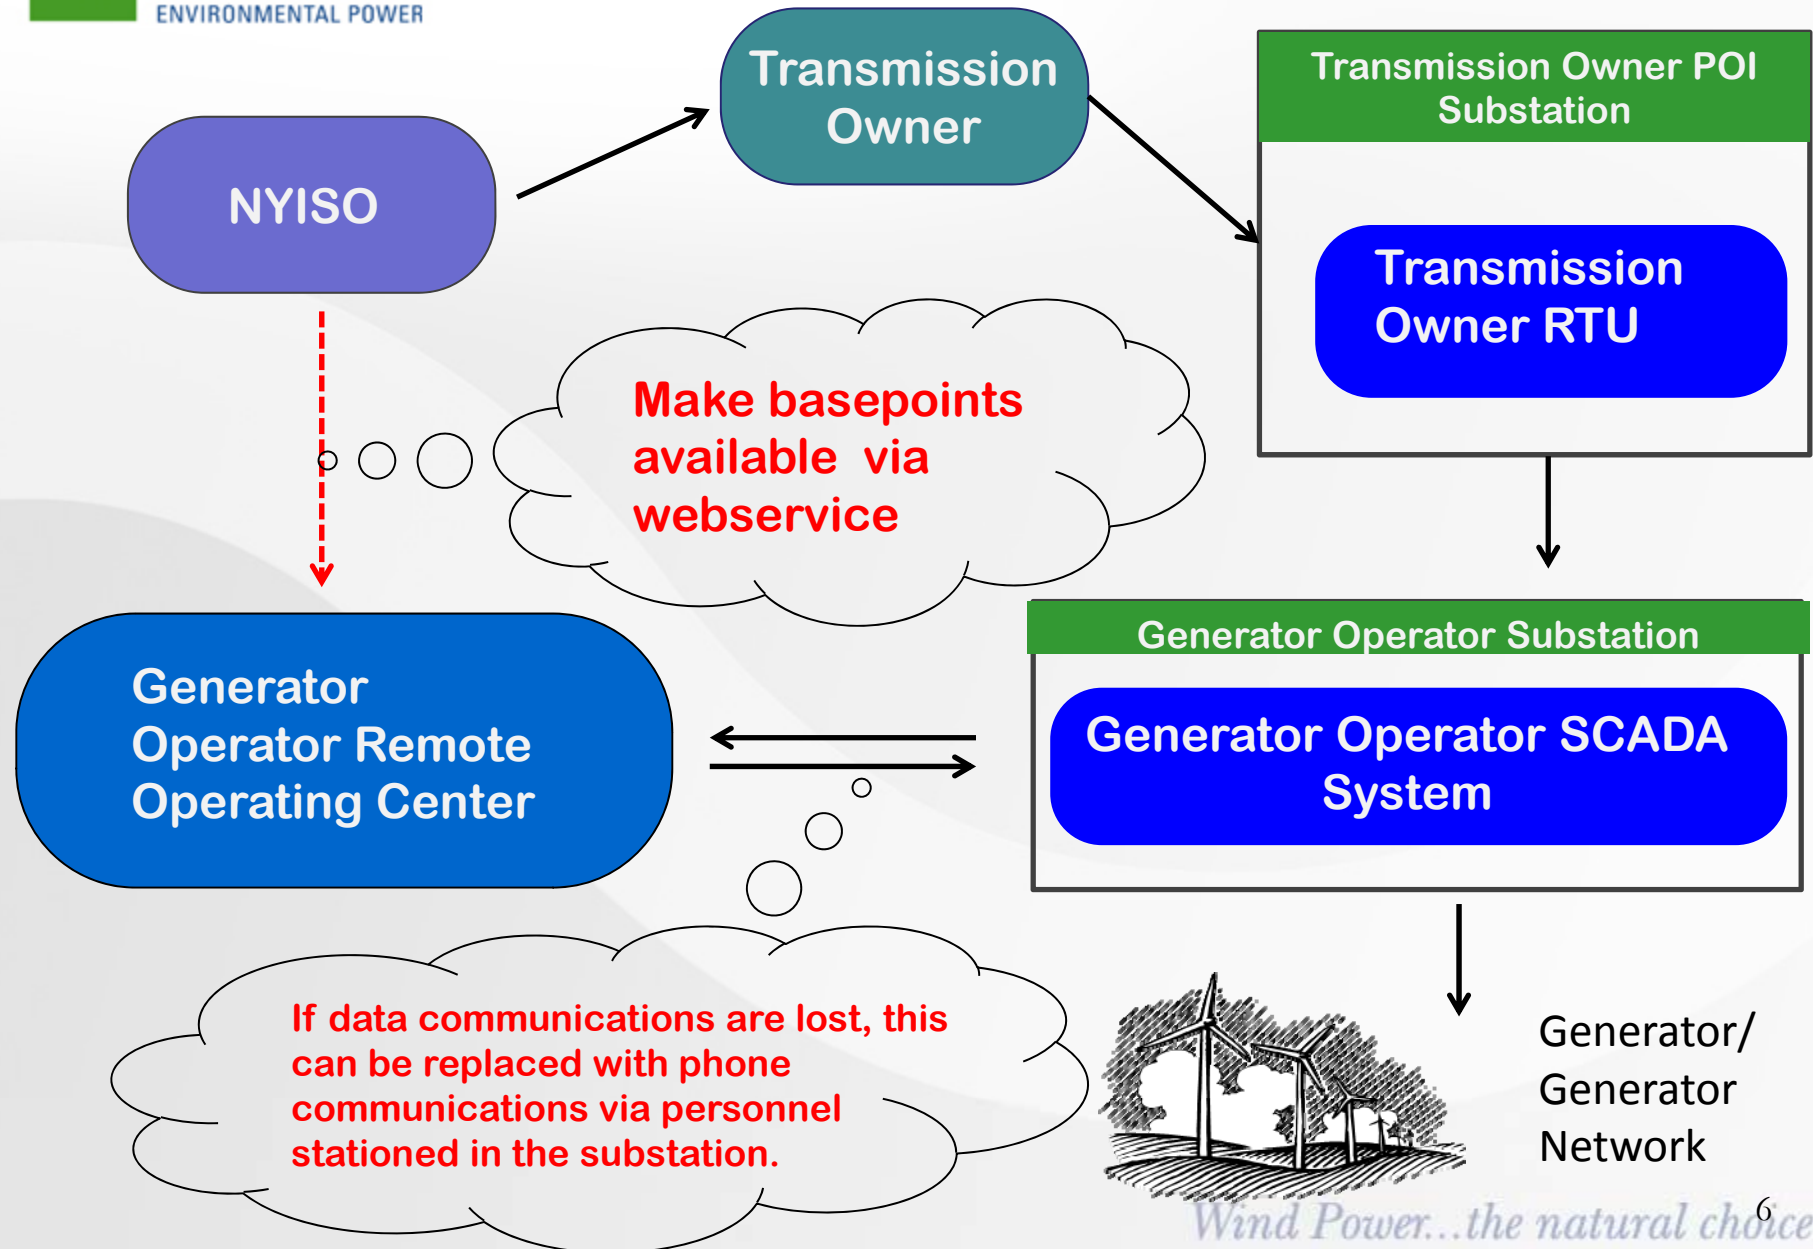 ENVIRONMENTAL POWER
Transmission
Owner
Transmission Owner POI
Substation
NYISO
Transmission
Owner RTU
Make basepoints
available via
webservice
Generator Operator Substation
Generator
Operator Remote
Operating Center
Generator Operator SCADA
System
If data communications are lost, this
can be replaced with phone
communications via personnel
stationed in the substation.
Generator/
Generator
Network
Wind Power...the natural choice
6